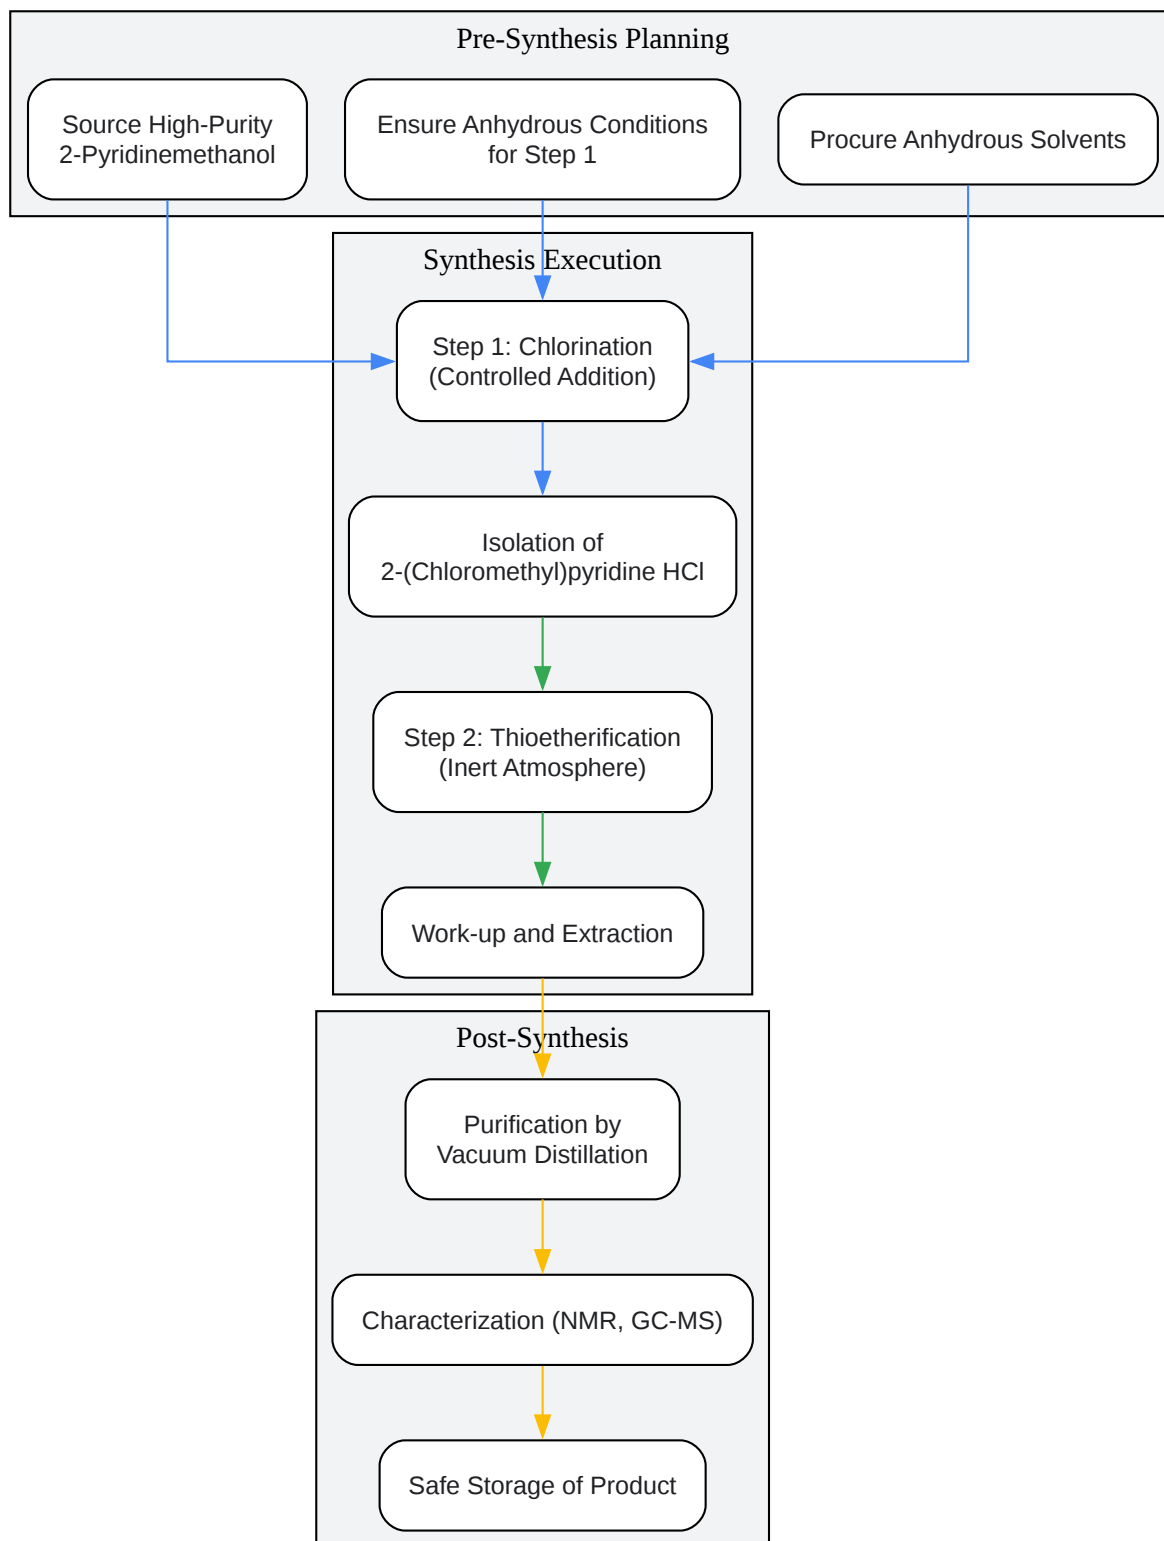 Pre-Synthesis Planning
Source High-Purity
2-Pyridinemethanol
Ensure Anhydrous Conditions
for Step 1
Procure Anhydrous Solvents
Synthesis Execution
Step 1: Chlorination
(Controlled Addition)
Isolation of
2-(Chloromethyl)pyridine HCl
Step 2: Thioetherification
(Inert Atmosphere)
Work-up and Extraction
Post-Synthesis
Purification by
Vacuum Distillation
Characterization (NMR, GC-MS)
Safe Storage of Product